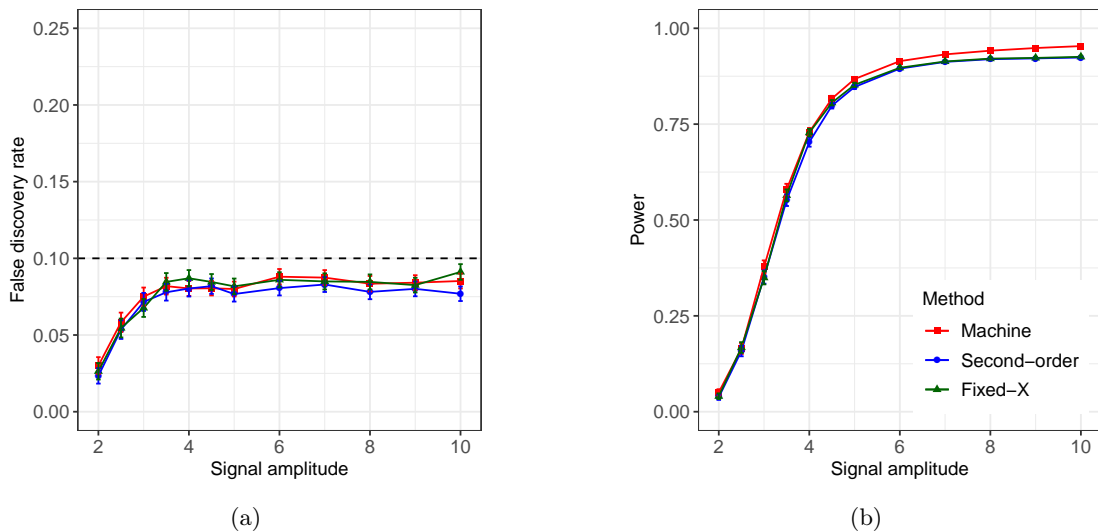 0.25
0.20
0.15
0.10
0.05
0.00
False discovery rate
2
4
6
8
10
Signal amplitude
(a)
1.00
0.75
0.50
0.25
0.00
Power
Method
Machine
Second−order
Fixed−X
2
4
6
8
10
Signal amplitude
(b)